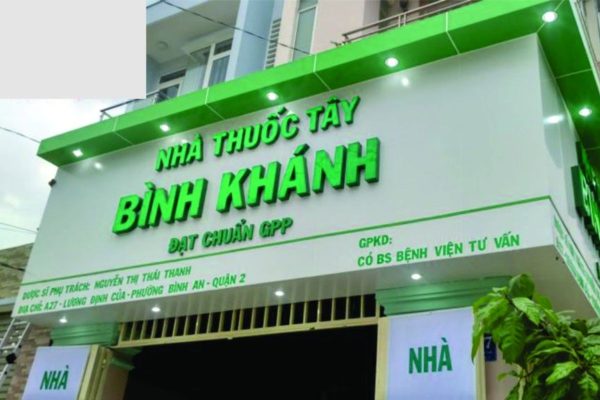 NHÀ THUỐC TÂY
BÌNH KHÁNH
ĐẠT CHUẨN GPP
DƯỢC SĨ PHỤ TRÁCH: NGUYỄN THỊ THÁI THANH
ĐỊA CHỈ: A27-LƯƠNG ĐỊNH CỦA-PHƯỜNG BÌNH AN-QUẬN 2
GPKD:
CÓ BS BỆNH VIỆN TƯ VẤN
NHÀ
NHÀ